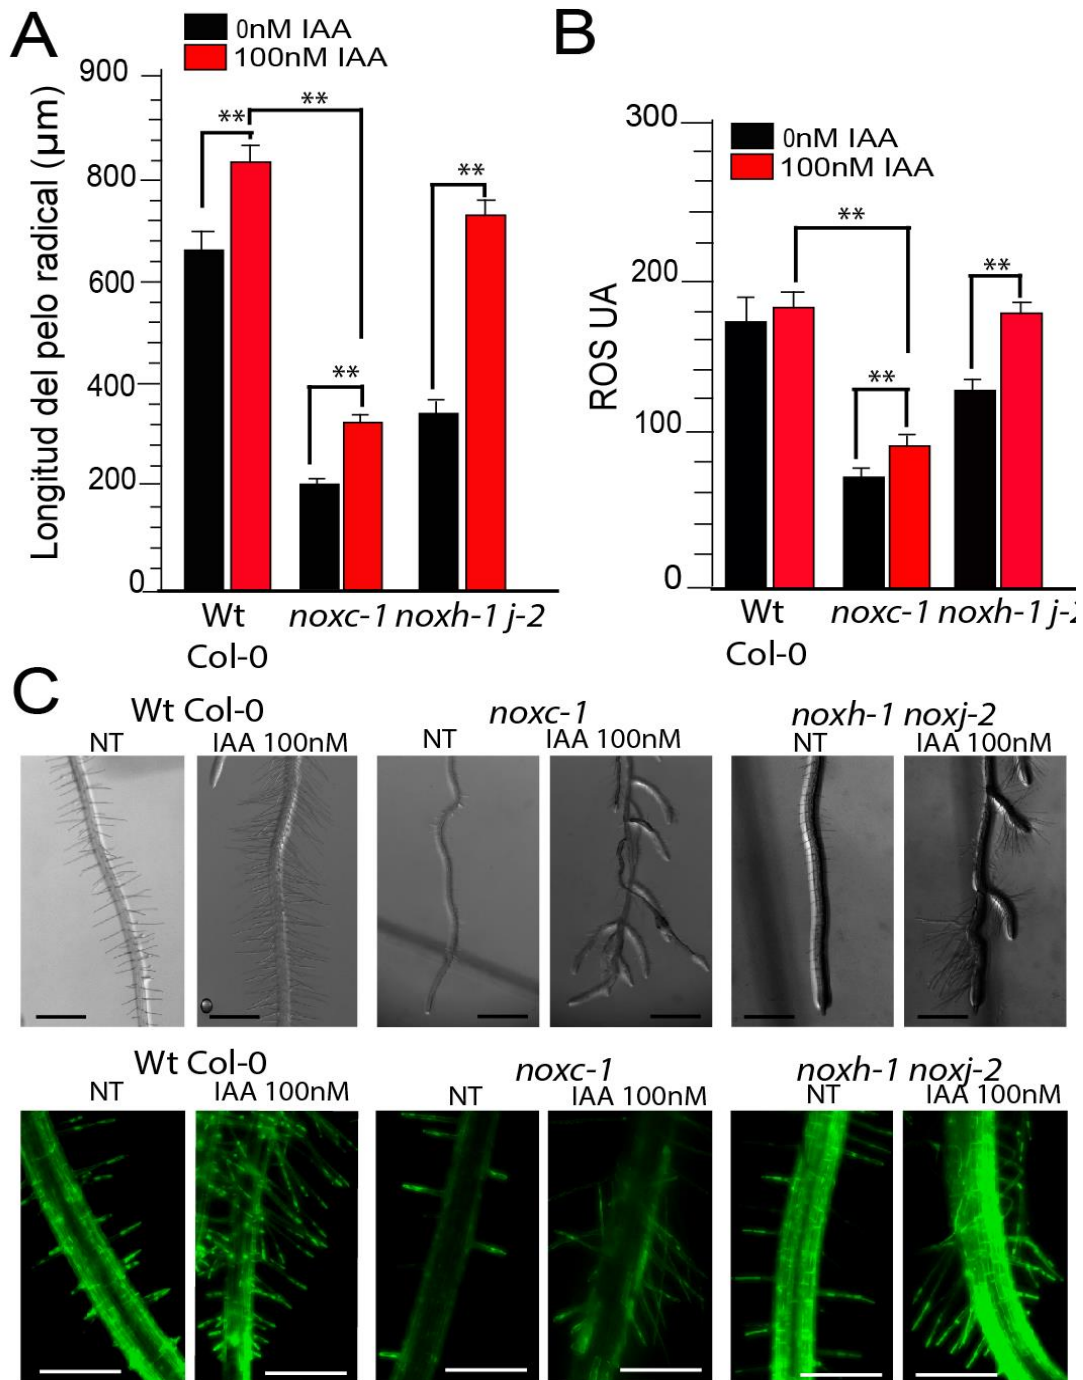 A
0nM IAA
100nM IAA
Longitud del pelo radical (µm)
900
800
600
400
200
0
**
**
**
**
Wt
Col-0
noxc-1
noxh-1 j-2
B
0nM IAA
100nM IAA
ROS UA
300
200
100
0
**
**
**
Wt
Col-0
noxc-1
noxh-1 j-2
C
Wt Col-0
noxc-1
noxh-1 noxj-2
NT
IAA 100nM
NT
IAA 100nM
NT
IAA 100nM
Wt Col-0
noxc-1
noxh-1 noxj-2
NT
IAA 100nM
NT
IAA 100nM
NT
IAA 100nM